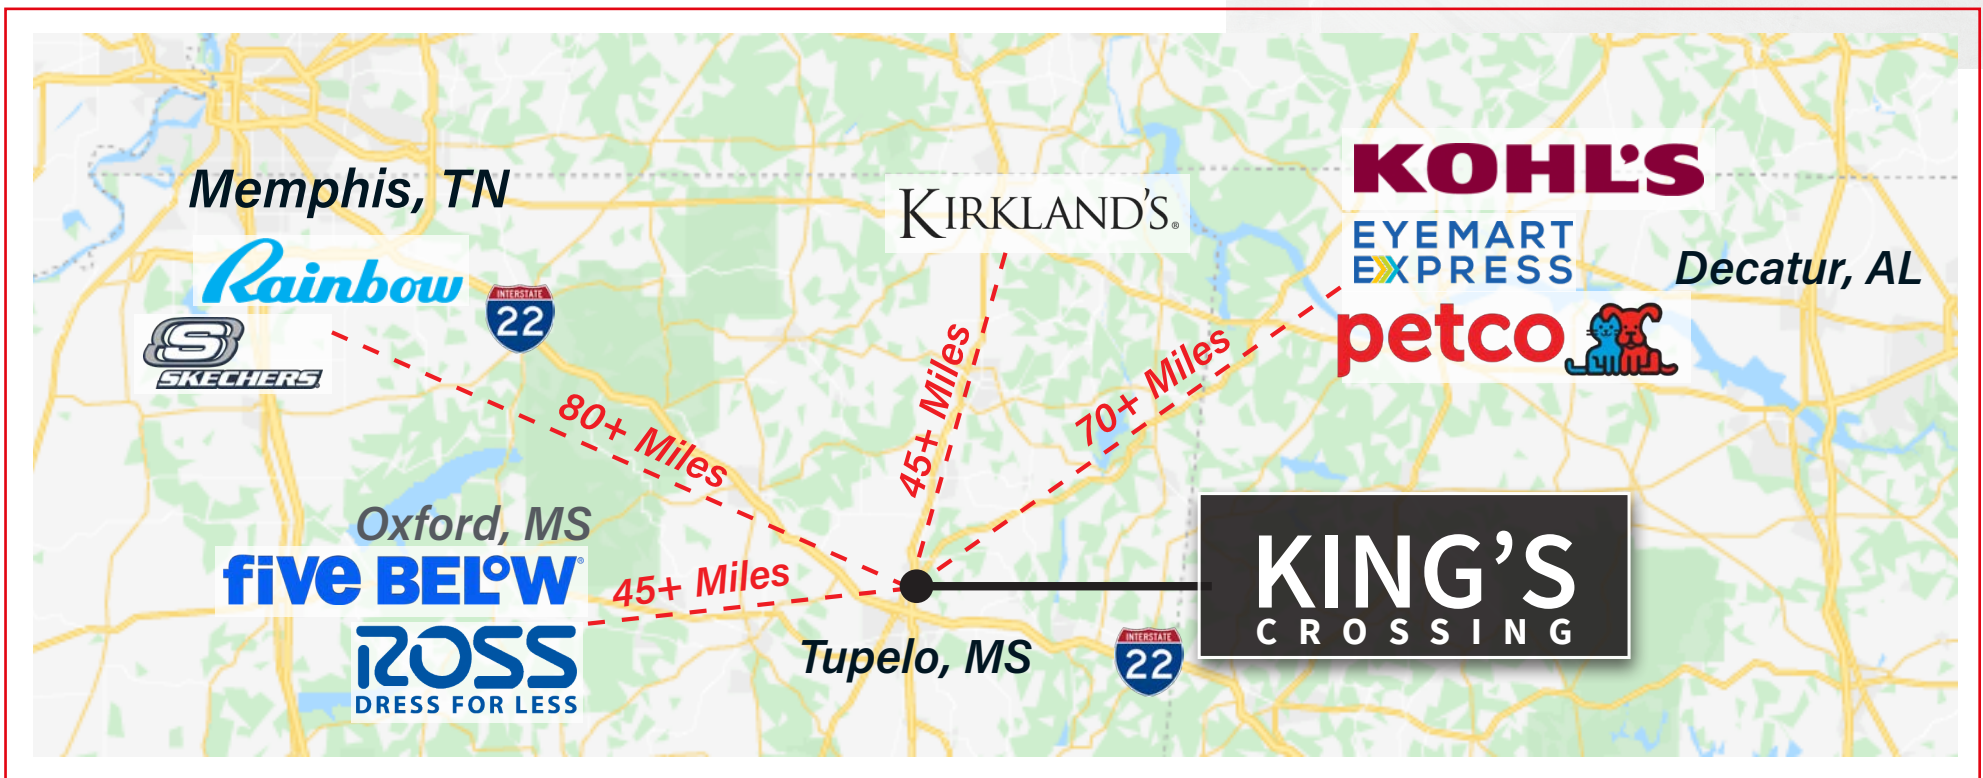 Memphis, TN
Rainbow
S
SKECHERS
INTERSTATE
22
80+ Miles
KIRKLAND'S®
45+ Miles
KOHL'S
EYEMART
EXPRESS
petco
Decatur, AL
70+ Miles
Oxford, MS
five BELOW®
ROSS
DRESS FOR LESS
45+ Miles
Tupelo, MS
INTERSTATE
22
KING'S
CROSSING